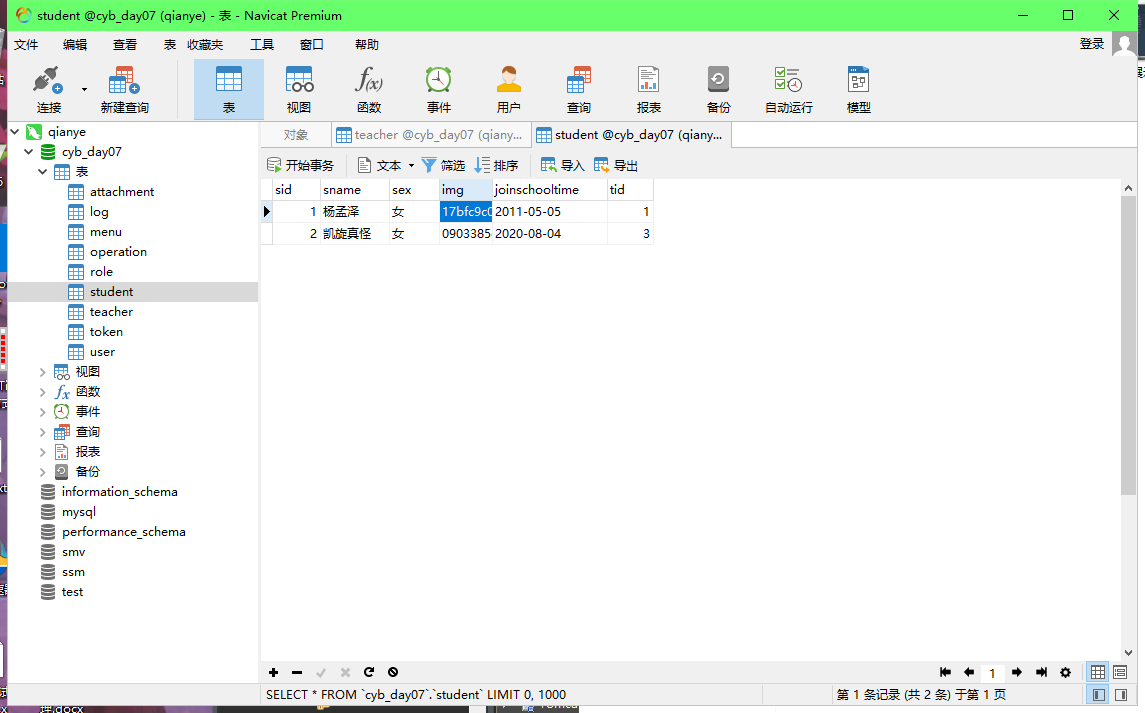 student @cyb_day07 (qianye) - 表 - Navicat Premium
文件 编辑 查看 表 收藏夹 工具 窗口 帮助 登录
连接 新建查询 表 视图 函数 事件 用户 查询 报表 备份 自动运行 模型
qianye
cyb_day07
表
attachment
log
menu
operation
role
student
teacher
token
user
视图
函数
事件
查询
报表
备份
information_schema
mysql
performance_schema
smv
ssm
test
对象 teacher @cyb_day07 (qiany... student @cyb_day07 (qiany...
开始事务 文本 筛选 排序 导入 导出
sid sname sex img joinschooltime tid
1 杨孟泽 女 17bfc9c0 2011-05-05 1
2 凯旋真怪 女 0903385 2020-08-04 3
1
SELECT * FROM `cyb_day07`.`student` LIMIT 0, 1000 第 1 条记录 (共 2 条) 于第 1 页
理.docx